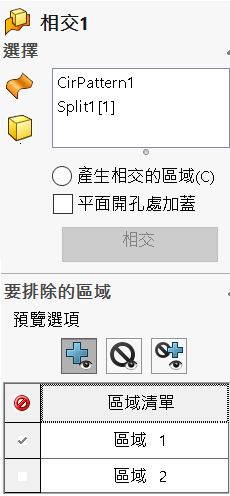 相交1
選擇
CirPattern1
Split1[1]
產生相交的區域(C)
平面開孔處加蓋
相交
要排除的區域
預覽選項
區域清單
區域 1
區域 2